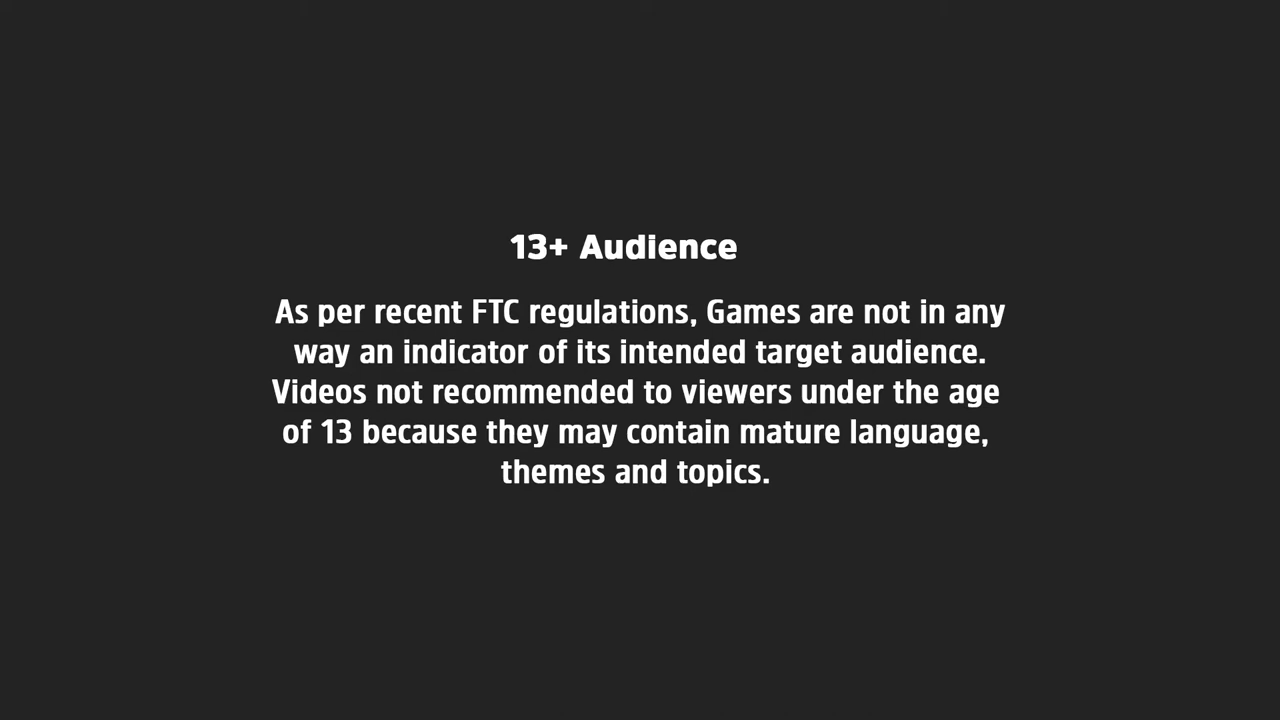 13+ Audience
As per recent FTC regulations, Games are not in any
way an indicator of its intended target audience.
Videos not recommended to viewers under the age
of 13 because they may contain mature language,
themes and topics.